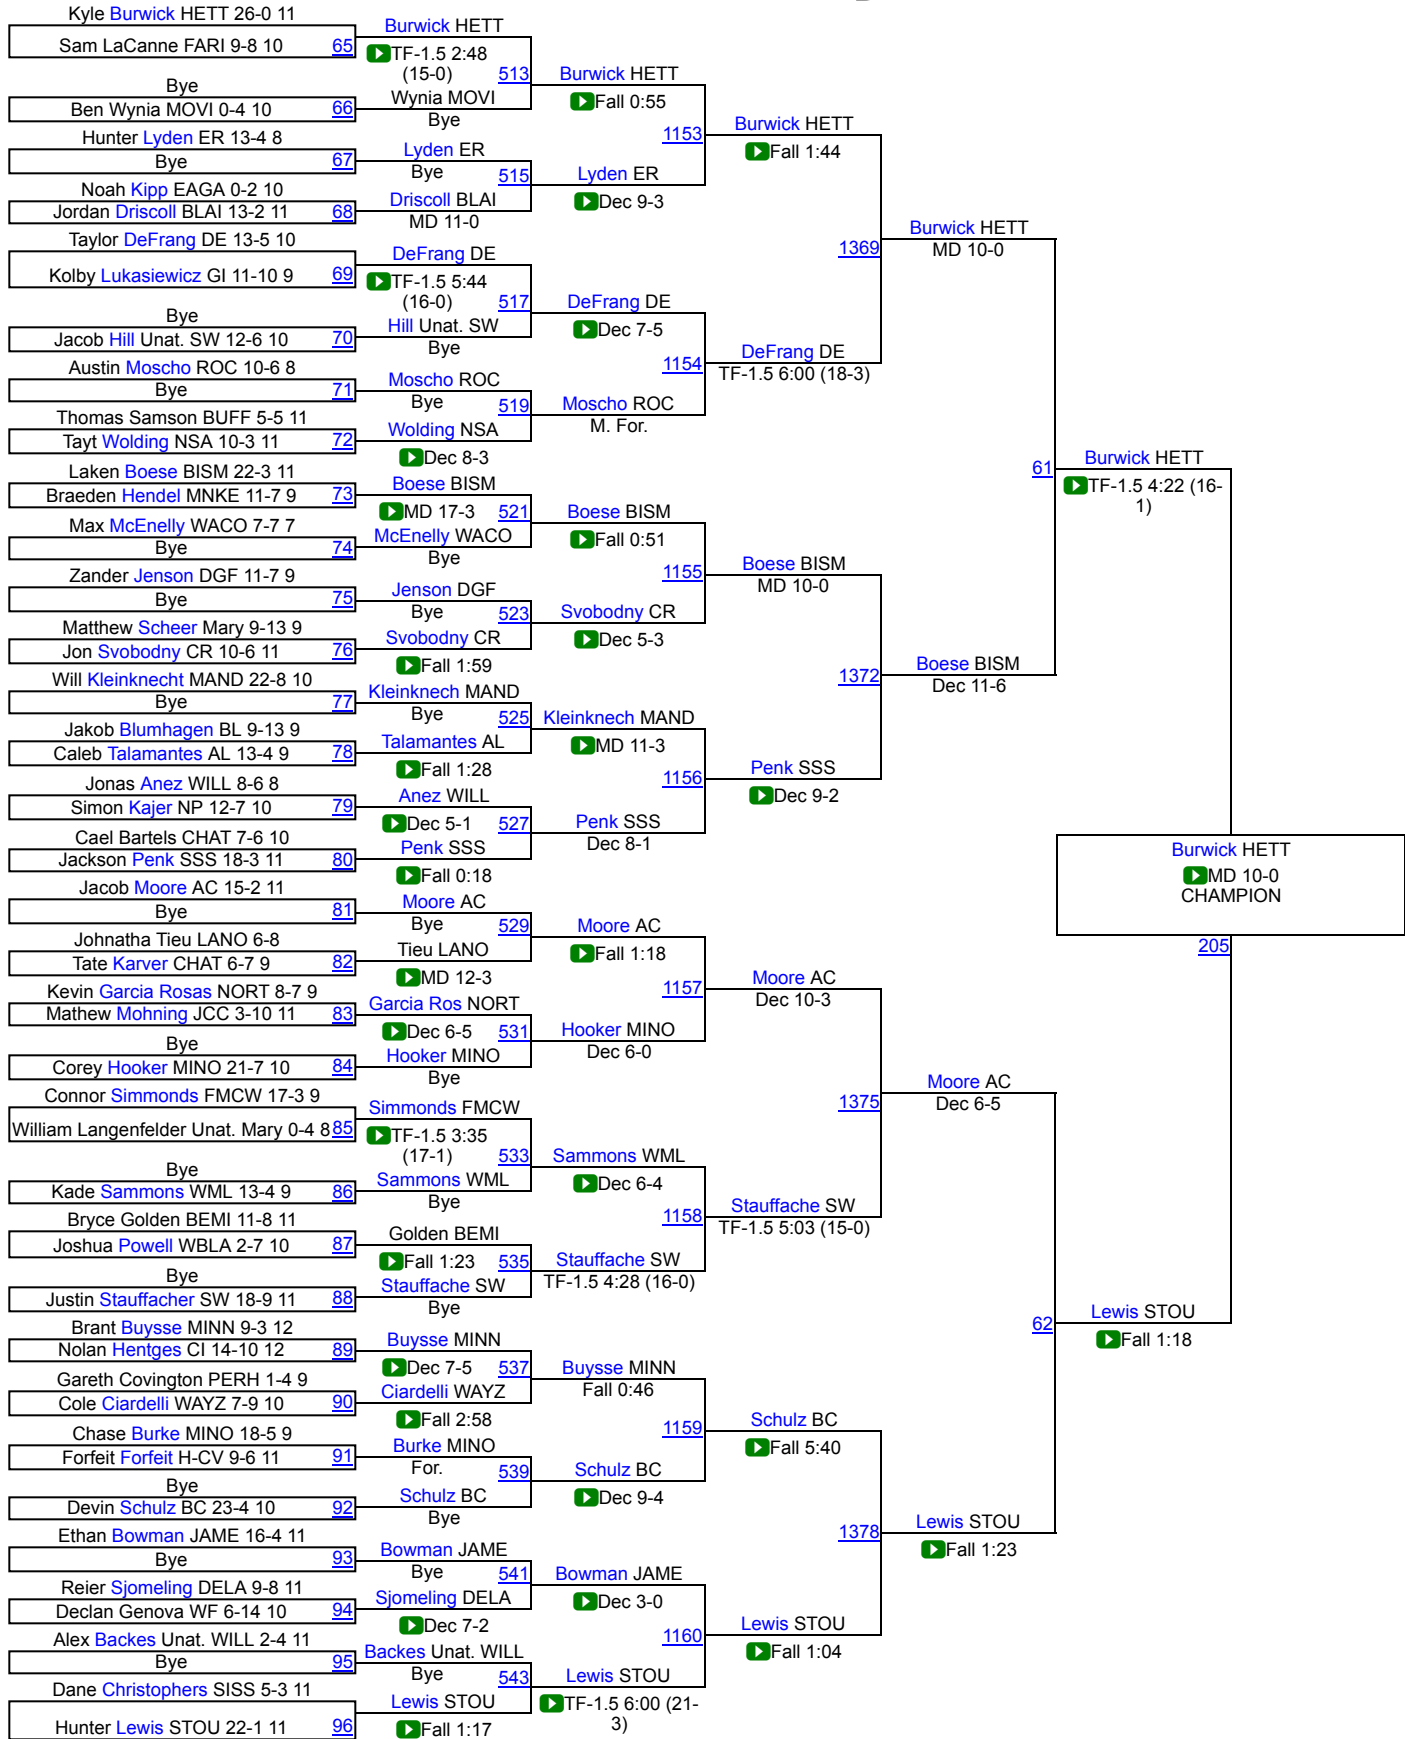 Kyle Burwick HETT 26-0 11
Sam LaCanne FARI 9-8 10 65
Bye
Ben Wynia MOVI 0-4 10 66
Hunter Lyden ER 13-4 8
Bye 67
Noah Kipp EAGA 0-2 10
Jordan Driscoll BLAI 13-2 11 68
Taylor DeFrang DE 13-5 10
Kolby Lukasiewicz GI 11-10 9 69
Bye
Jacob Hill Unat. SW 12-6 10 70
Austin Moscho ROC 10-6 8
Bye 71
Thomas Samson BUFF 5-5 11
Tayt Wolding NSA 10-3 11 72
Laken Boese BISM 22-3 11
Braeden Hendel MNKE 11-7 9 73
Max McEnelly WACO 7-7 7
Bye 74
Zander Jenson DGF 11-7 9
Bye 75
Matthew Scheer Mary 9-13 9
Jon Svobodny CR 10-6 11 76
Will Kleinknecht MAND 22-8 10
Bye 77
Jakob Blumhagen BL 9-13 9
Caleb Talamantes AL 13-4 9 78
Jonas Anez WILL 8-6 8
Simon Kajer NP 12-7 10 79
Cael Bartels CHAT 7-6 10
Jackson Penk SSS 18-3 11 80
Jacob Moore AC 15-2 11
Bye 81
Johnatha Tieu LANO 6-8
Tate Karver CHAT 6-7 9 82
Kevin Garcia Rosas NORT 8-7 9
Mathew Mohning JCC 3-10 11 83
Bye
Corey Hooker MINO 21-7 10 84
Connor Simmonds FMCW 17-3 9
William Langenfelder Unat. Mary 0-4 8 85
Bye
Kade Sammons WML 13-4 9 86
Bryce Golden BEMI 11-8 11
Joshua Powell WBLA 2-7 10 87
Bye
Justin Stauffacher SW 18-9 11 88
Brant Buysse MINN 9-3 12
Nolan Hentges CI 14-10 12 89
Gareth Covington PERH 1-4 9
Cole Ciardelli WAYZ 7-9 10 90
Chase Burke MINO 18-5 9
Forfeit Forfeit H-CV 9-6 11 91
Bye
Devin Schulz BC 23-4 10 92
Ethan Bowman JAME 16-4 11
Bye 93
Reier Sjomeling DELA 9-8 11
Declan Genova WF 6-14 10 94
Alex Backes Unat. WILL 2-4 11
Bye 95
Dane Christophers SISS 5-3 11
Hunter Lewis STOU 22-1 11 96
Burwick HETT
TF-1.5 2:48
(15-0) 513
Wynia MOVI
Bye
Lyden ER
Bye 515
Driscoll BLAI
MD 11-0
DeFrang DE
TF-1.5 5:44
(16-0) 517
Hill Unat. SW
Bye
Moscho ROC
Bye 519
Wolding NSA
Dec 8-3
Boese BISM
MD 17-3 521
McEnelly WACO
Bye
Jenson DGF
Bye 523
Svobodny CR
Fall 1:59
Kleinknech MAND
Bye 525
Talamantes AL
Fall 1:28
Anez WILL
Dec 5-1 527
Penk SSS
Fall 0:18
Moore AC
Bye 529
Tieu LANO
MD 12-3
Garcia Ros NORT
Dec 6-5 531
Hooker MINO
Bye
Simmonds FMCW
TF-1.5 3:35
(17-1) 533
Sammons WML
Bye
Golden BEMI
Fall 1:23 535
Stauffache SW
Bye
Buysse MINN
Dec 7-5 537
Ciardelli WAYZ
Fall 2:58
Burke MINO
For. 539
Schulz BC
Bye
Bowman JAME
Bye 541
Sjomeling DELA
Dec 7-2
Backes Unat. WILL
Bye 543
Lewis STOU
Fall 1:17
Burwick HETT
Fall 0:55
1153
Lyden ER
Dec 9-3
DeFrang DE
Dec 7-5
1154
Moscho ROC
M. For.
Boese BISM
Fall 0:51
1155
Svobodny CR
Dec 5-3
Kleinknech MAND
MD 11-3
1156
Penk SSS
Dec 8-1
Moore AC
Fall 1:18
1157
Hooker MINO
Dec 6-0
Sammons WML
Dec 6-4
1158
Stauffache SW
TF-1.5 4:28 (16-0)
Buysse MINN
Fall 0:46
1159
Schulz BC
Dec 9-4
Bowman JAME
Dec 3-0
1160
Lewis STOU
TF-1.5 6:00 (21-
3)
Burwick HETT
Fall 1:44
1369
DeFrang DE
TF-1.5 6:00 (18-3)
Boese BISM
MD 10-0
1372
Penk SSS
Dec 9-2
Moore AC
Dec 10-3
1375
Stauffache SW
TF-1.5 5:03 (15-0)
Schulz BC
Fall 5:40
1378
Lewis STOU
Fall 1:04
Burwick HETT
MD 10-0
61
Boese BISM
Dec 11-6
Moore AC
Dec 6-5
62
Lewis STOU
Fall 1:23
Burwick HETT
TF-1.5 4:22 (16-
1)
Burwick HETT
MD 10-0
CHAMPION
205
Lewis STOU
Fall 1:18